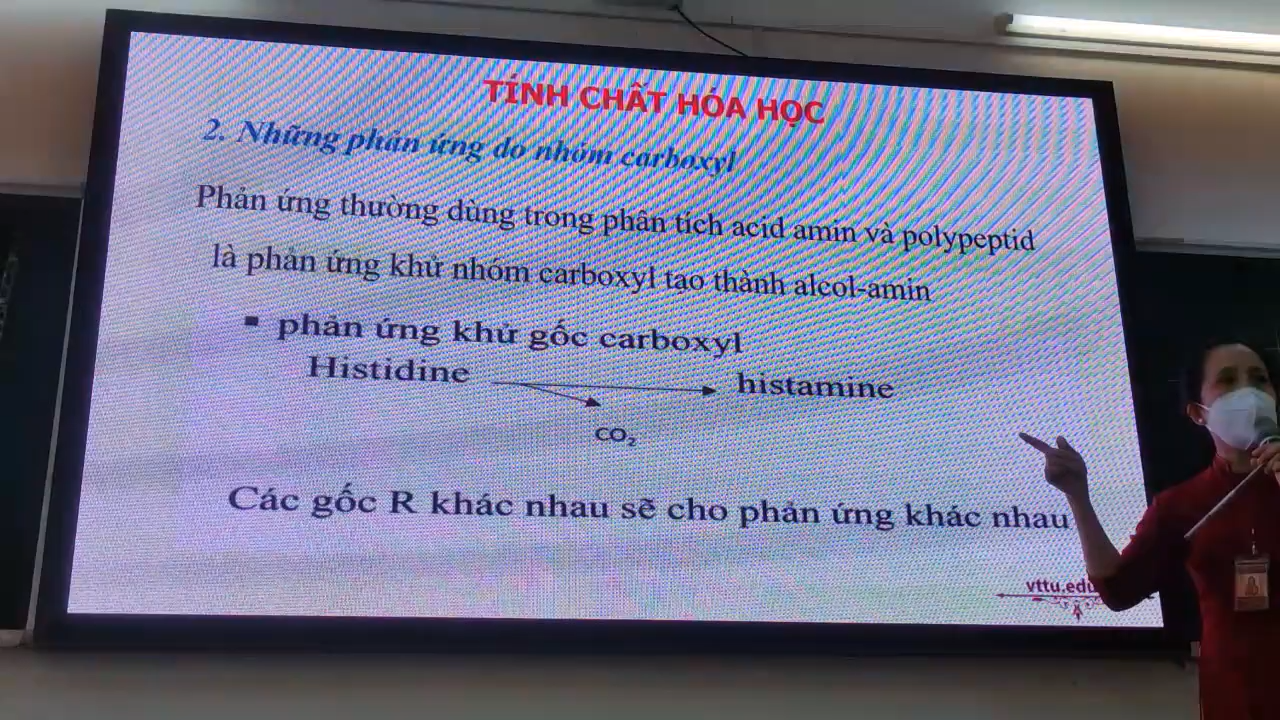 TÍNH CHẤT HÓA HỌC
2. Những phản ứng do nhóm carboxyl
Phản ứng thường dùng trong phân tích acid amin và polypeptid
là phản ứng khử nhóm carboxyl tạo thành alcol-amin
▪ phản ứng khử gốc carboxyl
Histidine histamine
CO₂
Các gốc R khác nhau sẽ cho phản ứng khác nhau
vttu.edu